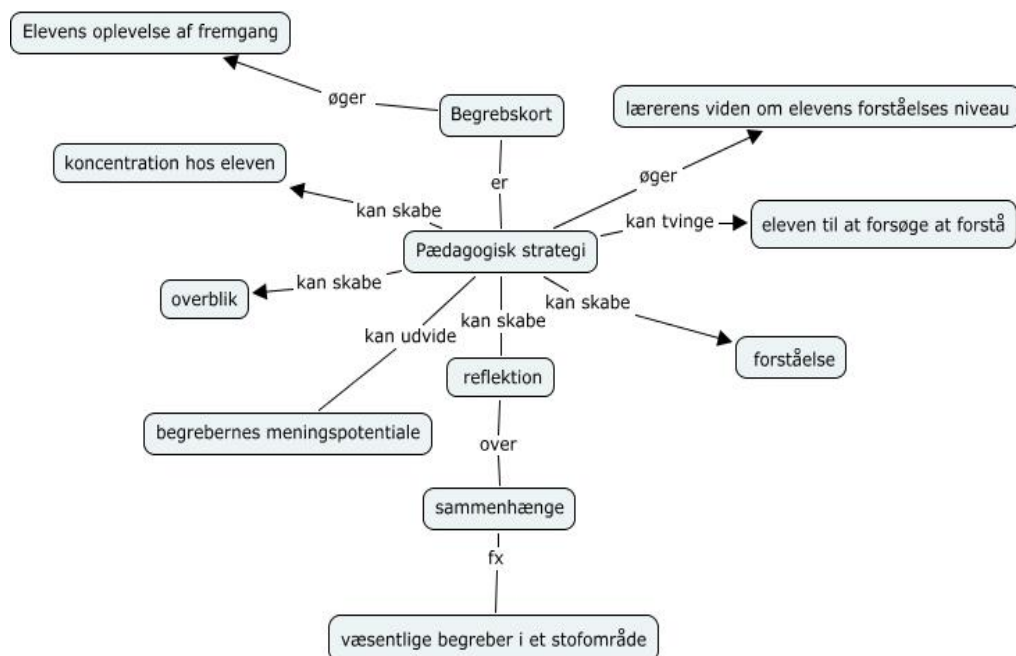 Elevens oplevelse af fremgang
øger
Begrebskort
lærerens viden om elevens forståelses niveau
koncentration hos eleven
er
øger
kan skabe
kan tvinge
eleven til at forsøge at forstå
Pædagogisk strategi
kan skabe
overblik
kan skabe
kan udvide
kan skabe
forståelse
reflektion
begrebernes meningspotentiale
over
sammenhænge
fx
væsentlige begreber i et stofområde